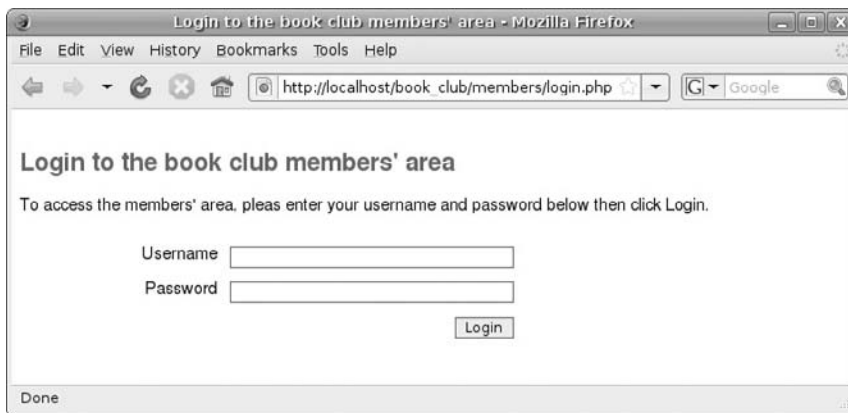 Login to the book club members' area - Mozilla Firefox
File Edit View History Bookmarks Tools Help
http://localhost/book_club/members/login.php G Google
Login to the book club members' area
To access the members' area, pleas enter your username and password below then click Login.
Username
Password
Login
Done